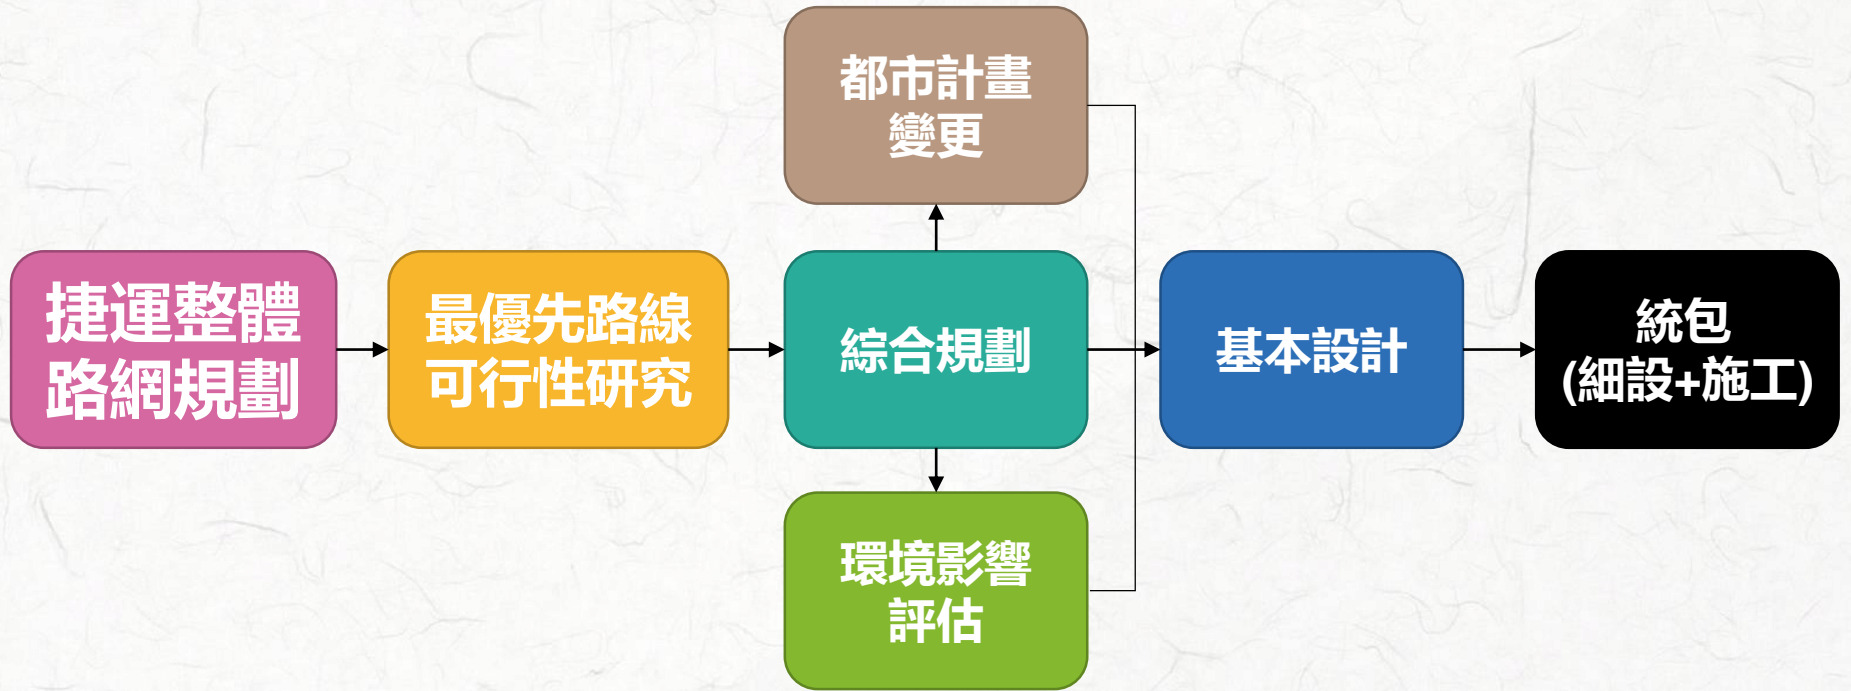 捷運整體
路網規劃
最優先路線
可行性研究
都市計畫
變更
綜合規劃
環境影響
評估
基本設計
統包
(細設+施工)